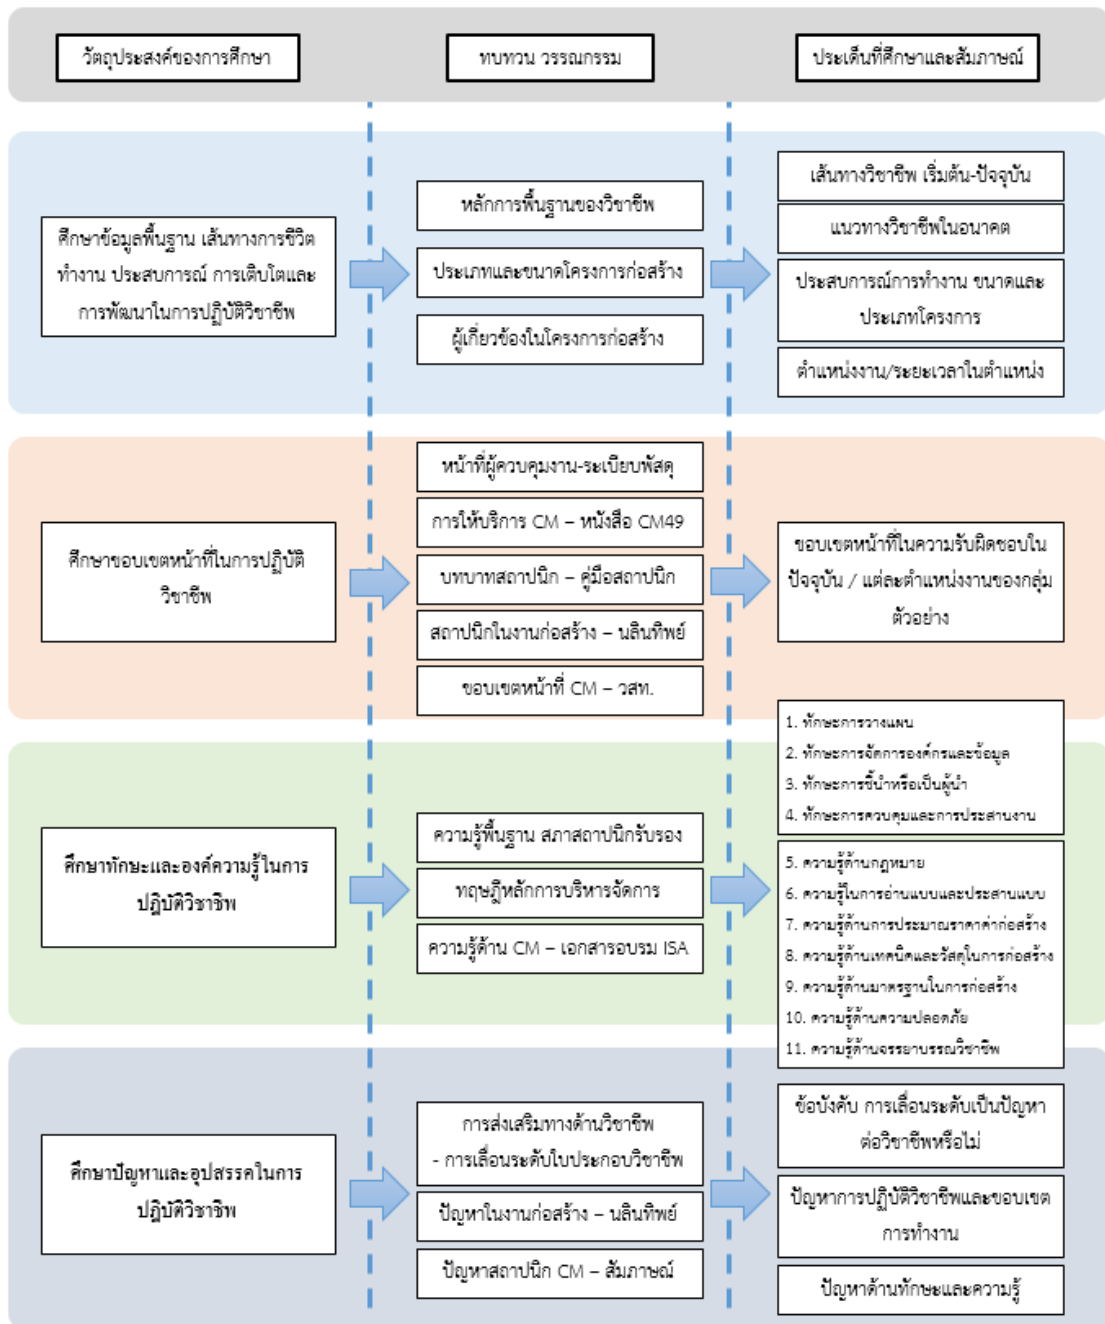 วัตถุประสงค์ของการศึกษา
ทบทวน วรรณกรรม
ประเด็นที่ศึกษาและสัมภาษณ์
ศึกษาข้อมูลพื้นฐาน เส้นทางการชีวิต
ทำงาน ประสบการณ์ การเติบโตและ
การพัฒนาในการปฏิบัติวิชาชีพ
หลักการพื้นฐานของวิชาชีพ
ประเภทและขนาดโครงการก่อสร้าง
ผู้เกี่ยวข้องในโครงการก่อสร้าง
เส้นทางวิชาชีพ เริ่มต้น-ปัจจุบัน
แนวทางวิชาชีพในอนาคต
ประสบการณ์การทำงาน ขนาดและ
ประเภทโครงการ
ตำแหน่งงาน/ระยะเวลาในตำแหน่ง
ศึกษาขอบเขตหน้าที่ในการปฏิบัติ
วิชาชีพ
หน้าที่ผู้ควบคุมงาน-ระเบียบพัสดุ
การให้บริการ CM – หนังสือ CM49
บทบาทสถาปนิก – คู่มือสถาปนิก
สถาปนิกในงานก่อสร้าง – นลินทิพย์
ขอบเขตหน้าที่ CM – วสท.
ขอบเขตหน้าที่ในความรับผิดชอบใน
ปัจจุบัน / แต่ละตำแหน่งงานของกลุ่ม
ตัวอย่าง
ศึกษาทักษะและองค์ความรู้ในการ
ปฏิบัติวิชาชีพ
ความรู้พื้นฐาน สภาสถาปนิกรับรอง
ทฤษฎีหลักการบริหารจัดการ
ความรู้ด้าน CM – เอกสารอบรม ISA
1. ทักษะการวางแผน
2. ทักษะการจัดการองค์กรและข้อมูล
3. ทักษะการชี้นำหรือเป็นผู้นำ
4. ทักษะการควบคุมและการประสานงาน
5. ความรู้ด้านกฎหมาย
6. ความรู้ในการอ่านแบบและประสานแบบ
7. ความรู้ด้านการประมาณราคาค่าก่อสร้าง
8. ความรู้ด้านเทคนิคและวัสดุในการก่อสร้าง
9. ความรู้ด้านมาตรฐานในการก่อสร้าง
10. ความรู้ด้านความปลอดภัย
11. ความรู้ด้านจรรยาบรรณวิชาชีพ
ศึกษาปัญหาและอุปสรรคในการ
ปฏิบัติวิชาชีพ
การส่งเสริมทางด้านวิชาชีพ
- การเลื่อนระดับใบประกอบวิชาชีพ
ปัญหาในงานก่อสร้าง – นลินทิพย์
ปัญหาสถาปนิก CM – สัมภาษณ์
ข้อบังคับ การเลื่อนระดับเป็นปัญหา
ต่อวิชาชีพหรือไม่
ปัญหาการปฏิบัติวิชาชีพและขอบเขต
การทำงาน
ปัญหาด้านทักษะและความรู้